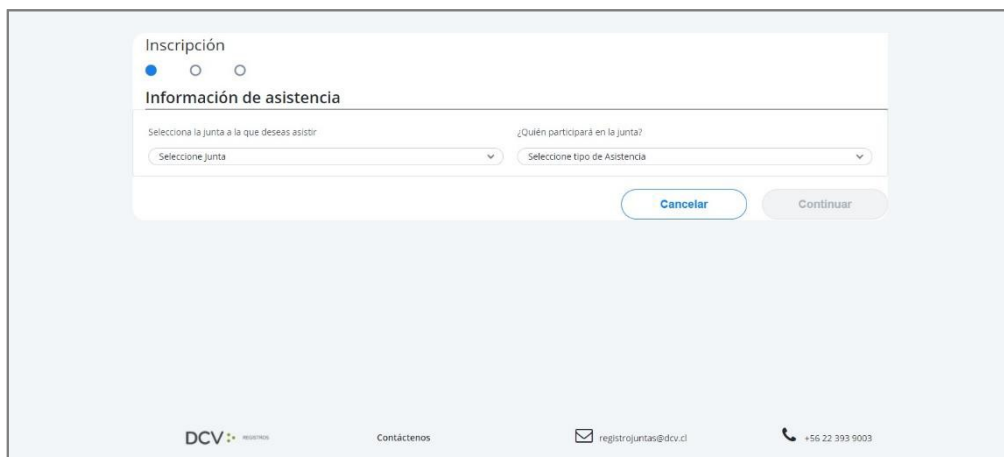 Inscripción
Información de asistencia
Selecciona la junta a la que deseas asistir
¿Quién participará en la junta?
Seleccione Junta
Seleccione tipo de Asistencia
Cancelar
Continuar
DCV REGISTROS
Contáctenos
registrojuntas@dcv.cl
+56 22 393 9003